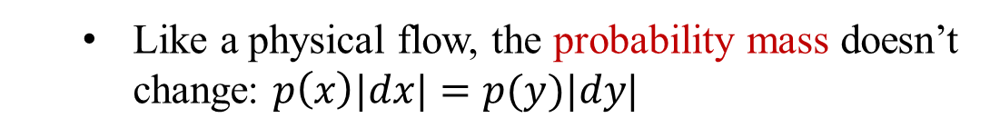 • Like a physical flow, the probability mass doesn’t
change: 𝑝(𝑥)|𝑑𝑥| = 𝑝(𝑦)|𝑑𝑦|